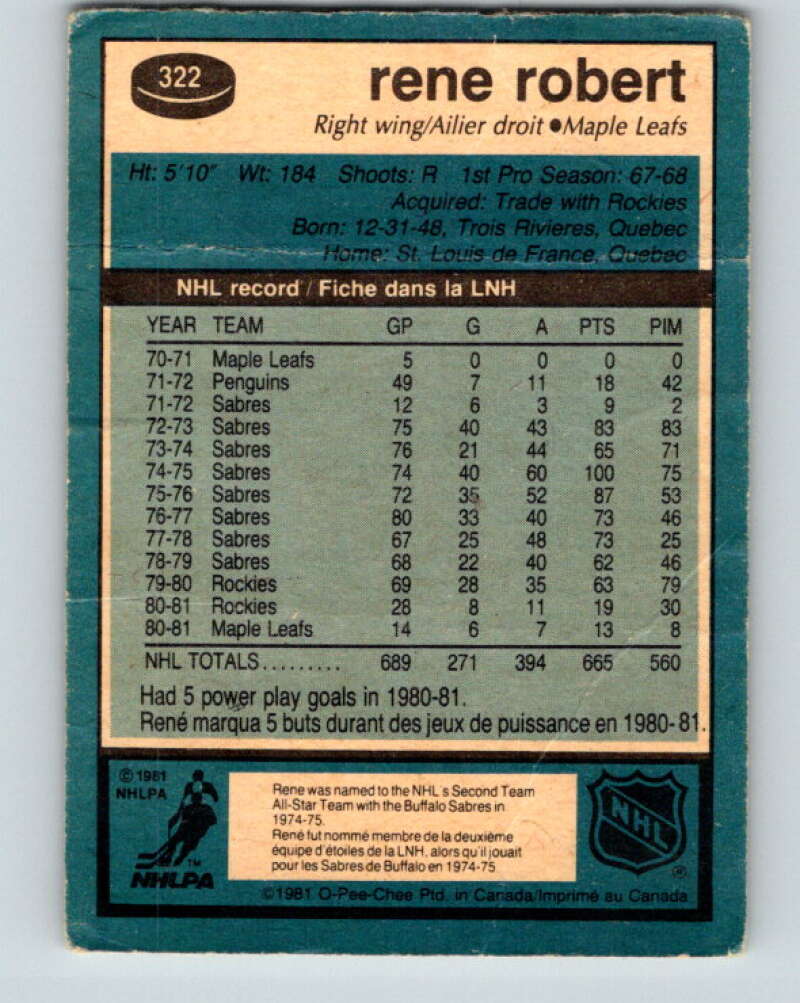 322
rene robert
Right wing/Ailier droit ●Maple Leafs
Ht: 5'10" Wt: 184 Shoots: R 1st Pro Season: 67-68
Acquired: Trade with Rockies
Born: 12-31-48, Trois Rivieres, Quebec
Home: St. Louis de France, Quebec
NHL record / Fiche dans la LNH
YEAR TEAM GP G A PTS PIM
70-71 Maple Leafs 5 0 0 0 0
71-72 Penguins 49 7 11 18 42
71-72 Sabres 12 6 3 9 2
72-73 Sabres 75 40 43 83 83
73-74 Sabres 76 21 44 65 71
74-75 Sabres 74 40 60 100 75
75-76 Sabres 72 35 52 87 53
76-77 Sabres 80 33 40 73 46
77-78 Sabres 67 25 48 73 25
78-79 Sabres 68 22 40 62 46
79-80 Rockies 69 28 35 63 79
80-81 Rockies 28 8 11 19 30
80-81 Maple Leafs 14 6 7 13 8
NHL TOTALS......... 689 271 394 665 560
Had 5 power play goals in 1980-81.
René marqua 5 buts durant des jeux de puissance en 1980-81.
©1981
NHLPA
TM
NHLPA
Rene was named to the NHL's Second Team
All-Star Team with the Buffalo Sabres in
1974-75.
René fut nommé membre de la deuxième
équipe d'étoiles de la LNH, alors qu'il jouait
pour les Sabres de Buffalo en 1974-75
NHL
©1981 O-Pee-Chee Ptd. in Canada/Imprimé au Canada